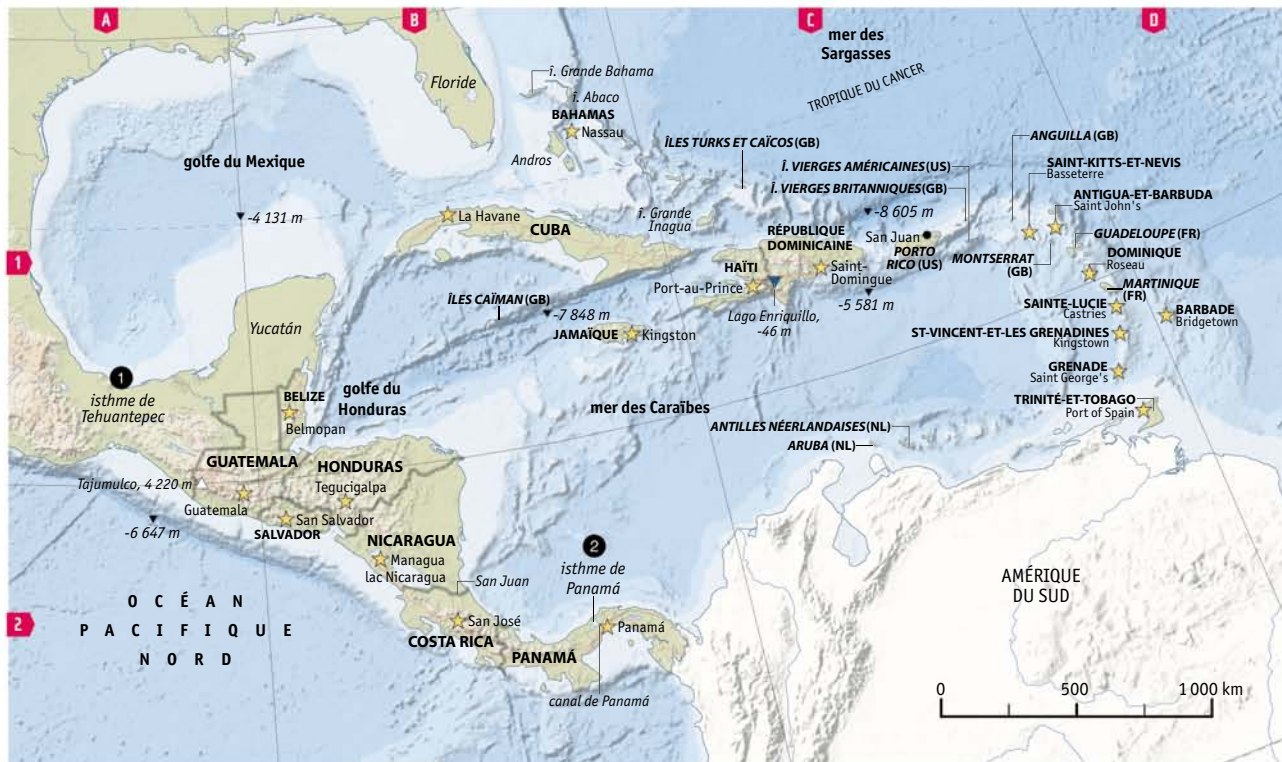 A
B
C
D
mer des
Sargasses
TROPIQUE DU CANCER
Floride
î. Grande Bahama
î. Abaco
BAHAMAS
Nassau
Andros
golfe du Mexique
-4 131 m
ÎLES TURKS ET CAÏCOS (GB)
Î. VIERGES AMÉRICAINES (US)
Î. VIERGES BRITANNIQUES (GB)
ANGUILLA (GB)
SAINT-KITTS-ET-NEVIS
Basseterre
ANTIGUA-ET-BARBUDA
Saint John's
GUADELOUPE (FR)
MONTSERRAT
(GB)
DOMINIQUE
Roseau
MARTINIQUE
(FR)
La Havane
CUBA
î. Grande
Inagua
-8 605 m
RÉPUBLIQUE
DOMINICAINE
San Juan
PORTO
RICO (US)
HAÏTI
Port-au-Prince
Saint-
Domingue
-5 581 m
Lago Enriquillo,
-46 m
1
ÎLES CAÏMAN (GB)
-7 848 m
JAMAÏQUE
Kingston
Yucatán
SAINTE-LUCIE
Castries
BARBADE
Bridgetown
ST-VINCENT-ET-LES GRENADINES
Kingstown
GRENADE
Saint George's
TRINITÉ-ET-TOBAGO
Port of Spain
1
isthme de
Tehuantepec
BELIZE
Belmopan
golfe du
Honduras
mer des Caraïbes
ANTILLES NÉERLANDAISES (NL)
ARUBA (NL)
GUATEMALA
HONDURAS
Tegucigalpa
Tajumulco, 4 220 m
Guatemala
San Salvador
SALVADOR
-6 647 m
NICARAGUA
Managua
lac Nicaragua
San Juan
2
isthme de
Panamá
AMÉRIQUE
DU SUD
OCÉAN
PACIFIQUE
NORD
2
San José
COSTA RICA
PANAMÁ
Panamá
canal de Panamá
0 500 1 000 km